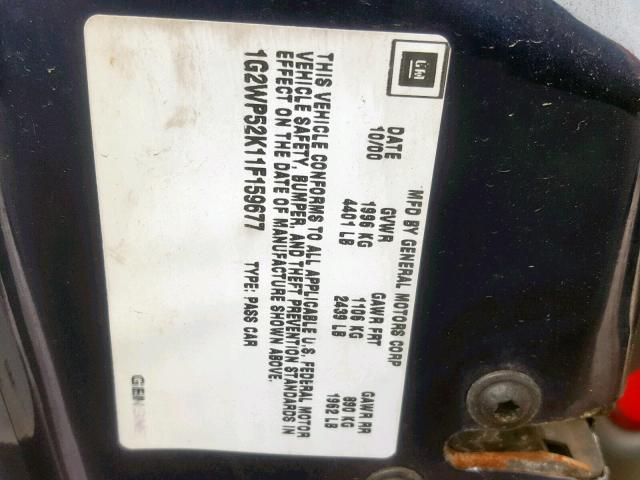 GM
MFD BY GENERAL MOTORS CORP
DATE GVWR GAWR FRT GAWR RR
10/00 1996 KG 1106 KG 890 KG
4401 LB 2439 LB 1962 LB
THIS VEHICLE CONFORMS TO ALL APPLICABLE U.S. FEDERAL MOTOR
VEHICLE SAFETY, BUMPER, AND THEFT PREVENTION STANDARDS IN
EFFECT ON THE DATE OF MANUFACTURE SHOWN ABOVE.
1G2WP52K11F159677 TYPE: PASS CAR